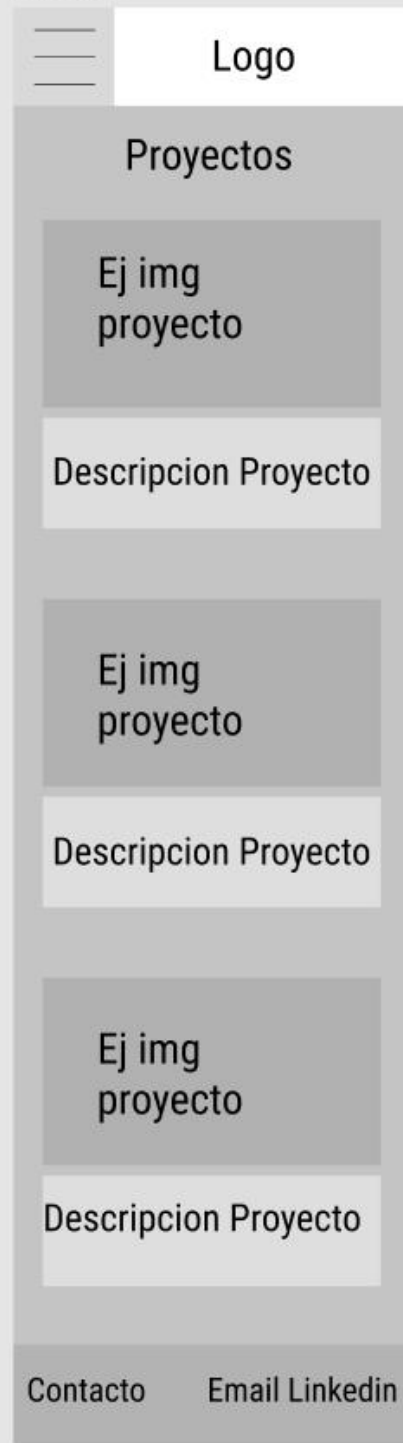 Logo
Proyectos
Ej img
proyecto
Descripcion Proyecto
Ej img
proyecto
Descripcion Proyecto
Ej img
proyecto
Descripcion Proyecto
Contacto Email Linkedin